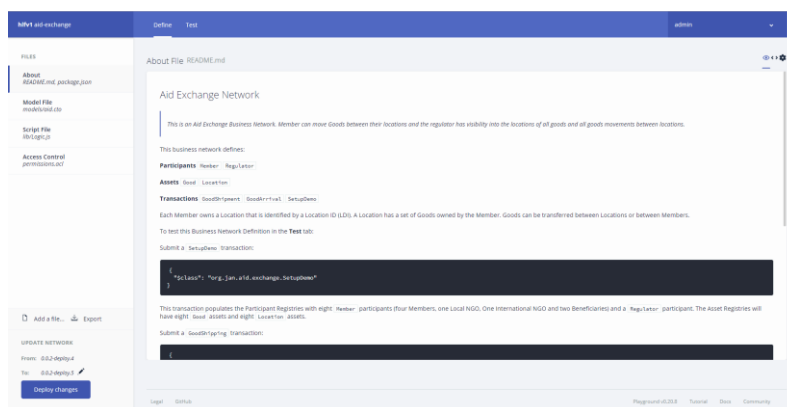 hlfv1 aid-exchange
Define Test
admin
FILES
About
README.md, package.json
Model File
models/aid.cto
Script File
lib/Logic.js
Access Control
permissions.acl
Add a file... Export
UPDATE NETWORK
From: 0.0.2-deploy.4
To: 0.0.2-deploy.5
Deploy changes
About File README.md
Aid Exchange Network
This is an Aid Exchange Business Network. Member can move Goods between their locations and the regulator has visibility into the locations of all goods and all goods movements between locations.
This business network defines:
Participants Member Regulator
Assets Good Location
Transactions GoodShipment GoodArrival SetupDemo
Each Member owns a Location that is identified by a Location ID (LDI). A Location has a set of Goods owned by the Member. Goods can be transferred between Locations or between Members.
To test this Business Network Definition in the Test tab:
Submit a SetupDemo transaction:
{
"$class": "org.jan.aid.exchange.SetupDemo"
}
This transaction populates the Participant Registries with eight Member participants (four Members, one Local NGO, One International NGO and two Beneficiaries) and a Regulator participant. The Asset Registries will
have eight Good assets and eight Location assets.
Submit a GoodShipping transaction:
{
Legal GitHub
Playground v0.20.8 Tutorial Docs Community